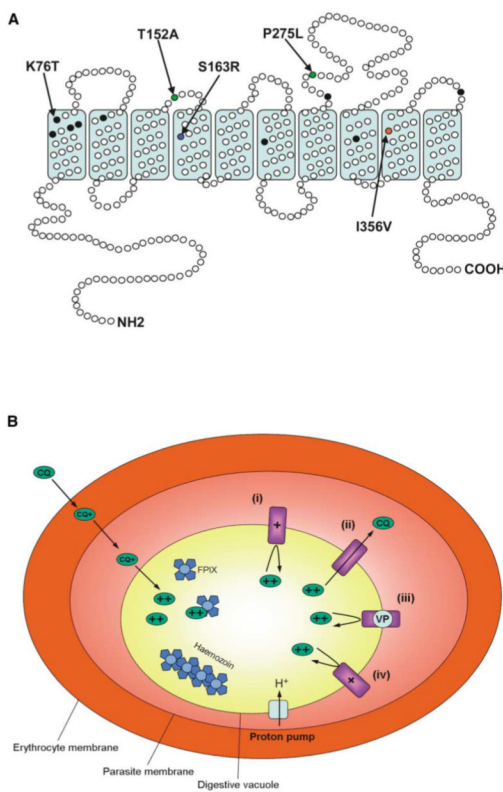 A
T152A
P275L
K76T
S163R
I356V
COOH
NH2
B
CQ
CQ+
CQ+
(i)
+
(ii)
CQ
FPIX
++
++
++
++
++
(iii)
++
VP
++
Haemozoin
(iv)
+
H+
Proton pump
Erythrocyte membrane
Parasite membrane
Digestive vacuole